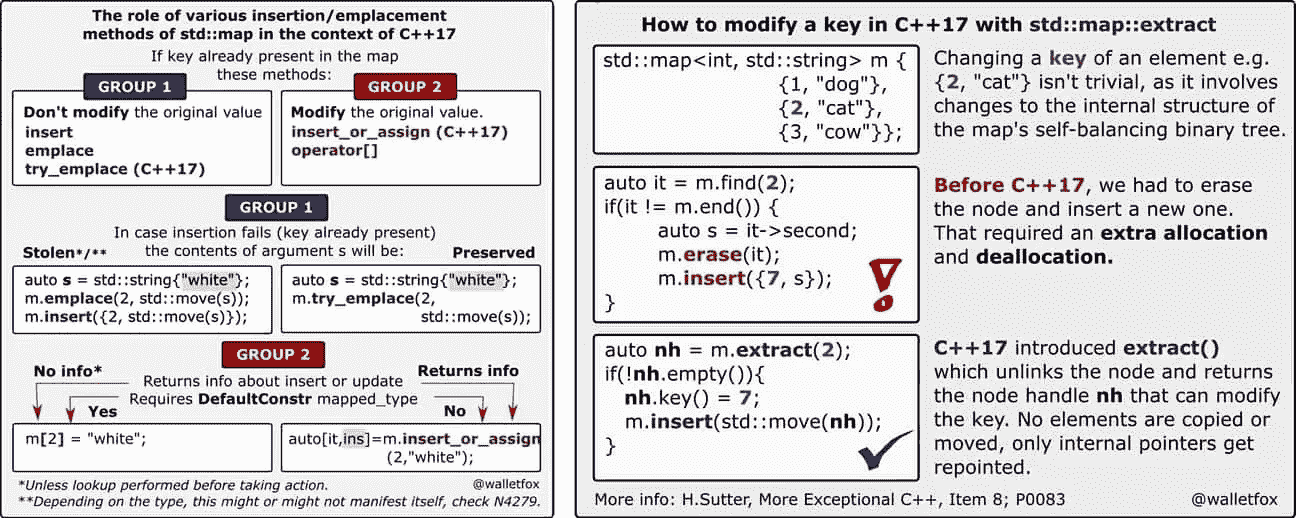 The role of various insertion/emplacement
methods of std::map in the context of C++17
If key already present in the map
these methods:
GROUP 1
Don't modify the original value
insert
emplace
try_emplace (C++17)
GROUP 2
Modify the original value.
insert_or_assign (C++17)
operator[]
GROUP 1
In case insertion fails (key already present)
the contents of argument s will be:
Stolen*/**
Preserved
auto s = std::string{"white"};
m.emplace(2, std::move(s));
m.insert({2, std::move(s)});
auto s = std::string{"white"};
m.try_emplace(2,
std::move(s));
GROUP 2
No info*
Returns info about insert or update
Returns info
Yes
Requires DefaultConstr mapped_type
No
m[2] = "white";
auto[it,ins]=m.insert_or_assign
(2,"white");
*Unless lookup performed before taking action.
@walletfox
**Depending on the type, this might or might not manifest itself, check N4279.
How to modify a key in C++17 with std::map::extract
std::map<int, std::string> m {
{1, "dog"},
{2, "cat"},
{3, "cow"}};
Changing a key of an element e.g.
{2, "cat"} isn't trivial, as it involves
changes to the internal structure of
the map's self-balancing binary tree.
auto it = m.find(2);
if(it != m.end()) {
auto s = it->second;
m.erase(it);
m.insert({7, s});
}
Before C++17, we had to erase
the node and insert a new one.
That required an extra allocation
and deallocation.
auto nh = m.extract(2);
if(!nh.empty()){
nh.key() = 7;
m.insert(std::move(nh));
}
C++17 introduced extract()
which unlinks the node and returns
the node handle nh that can modify
the key. No elements are copied or
moved, only internal pointers get
repointed.
More info: H.Sutter, More Exceptional C++, Item 8; P0083
@walletfox